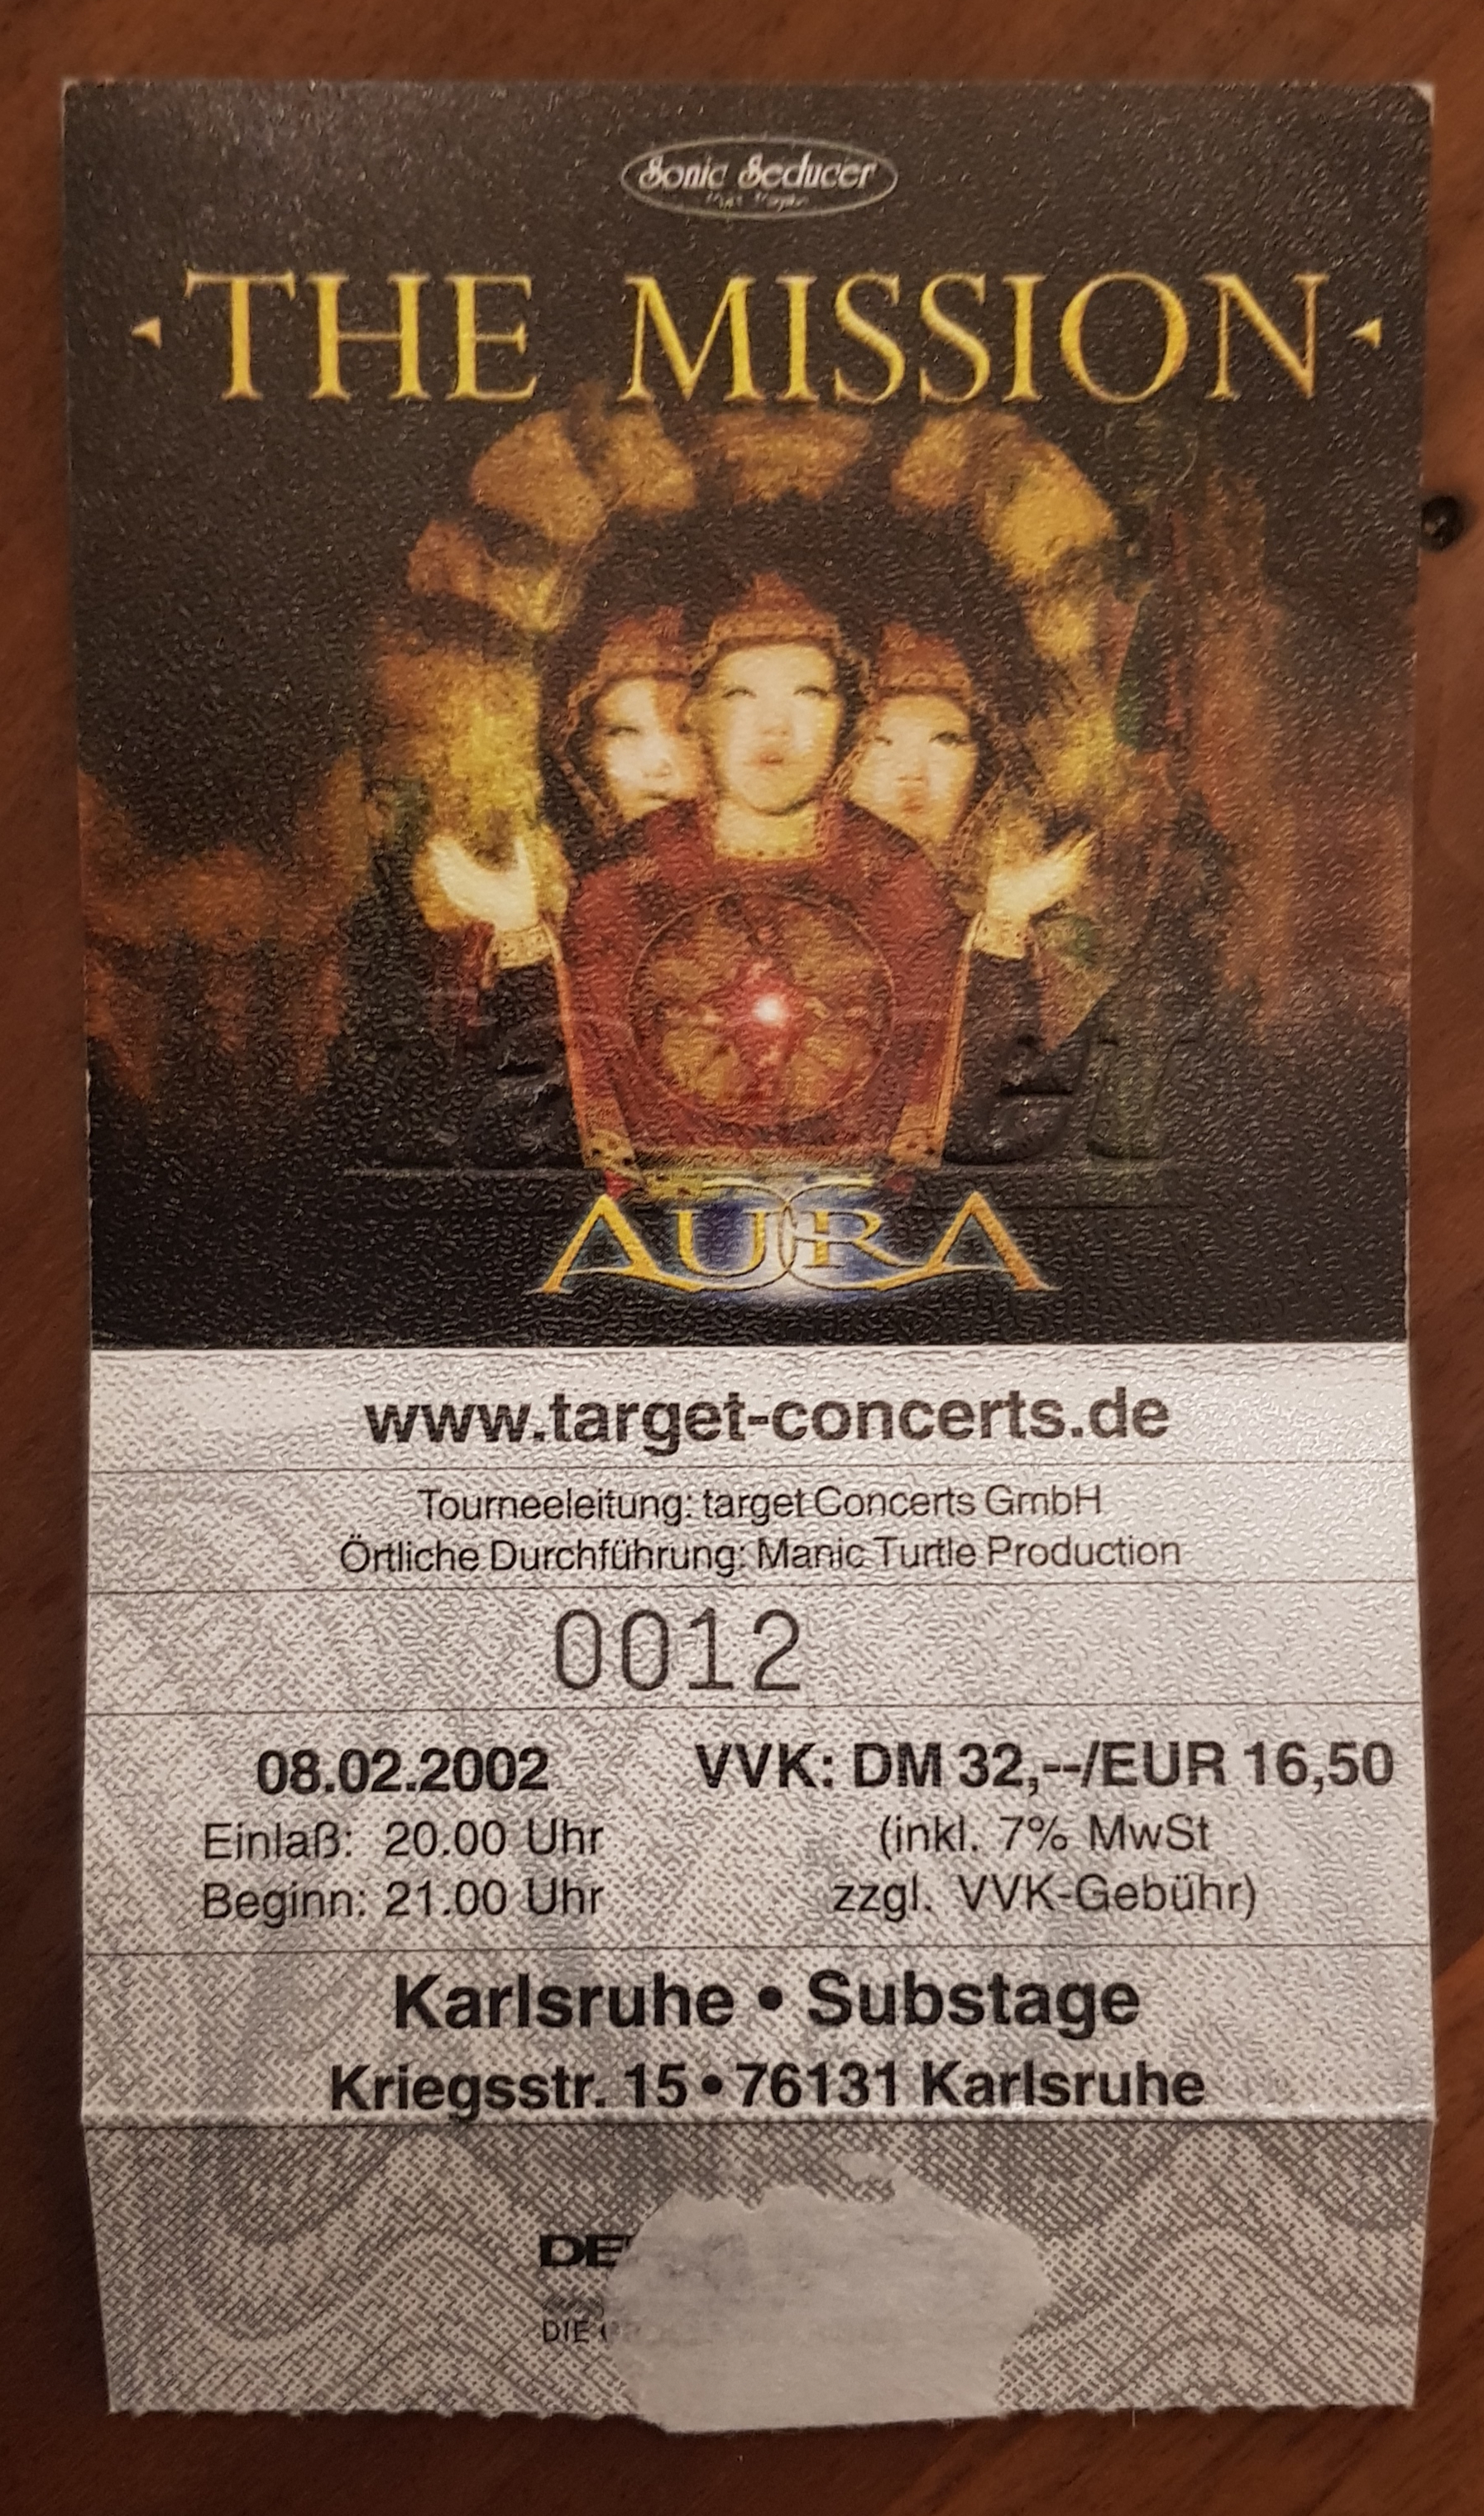 Sonic Seducer
THE MISSION
AURA
www.target-concerts.de
Tourneeleitung: target Concerts GmbH
Örtliche Durchführung: Manic Turtle Production
0012
08.02.2002 VVK: DM 32,--/EUR 16,50
Einlaß: 20.00 Uhr (inkl. 7% MwSt
Beginn: 21.00 Uhr zzgl. VVK-Gebühr)
Karlsruhe • Substage
Kriegsstr. 15 • 76131 Karlsruhe
DIE